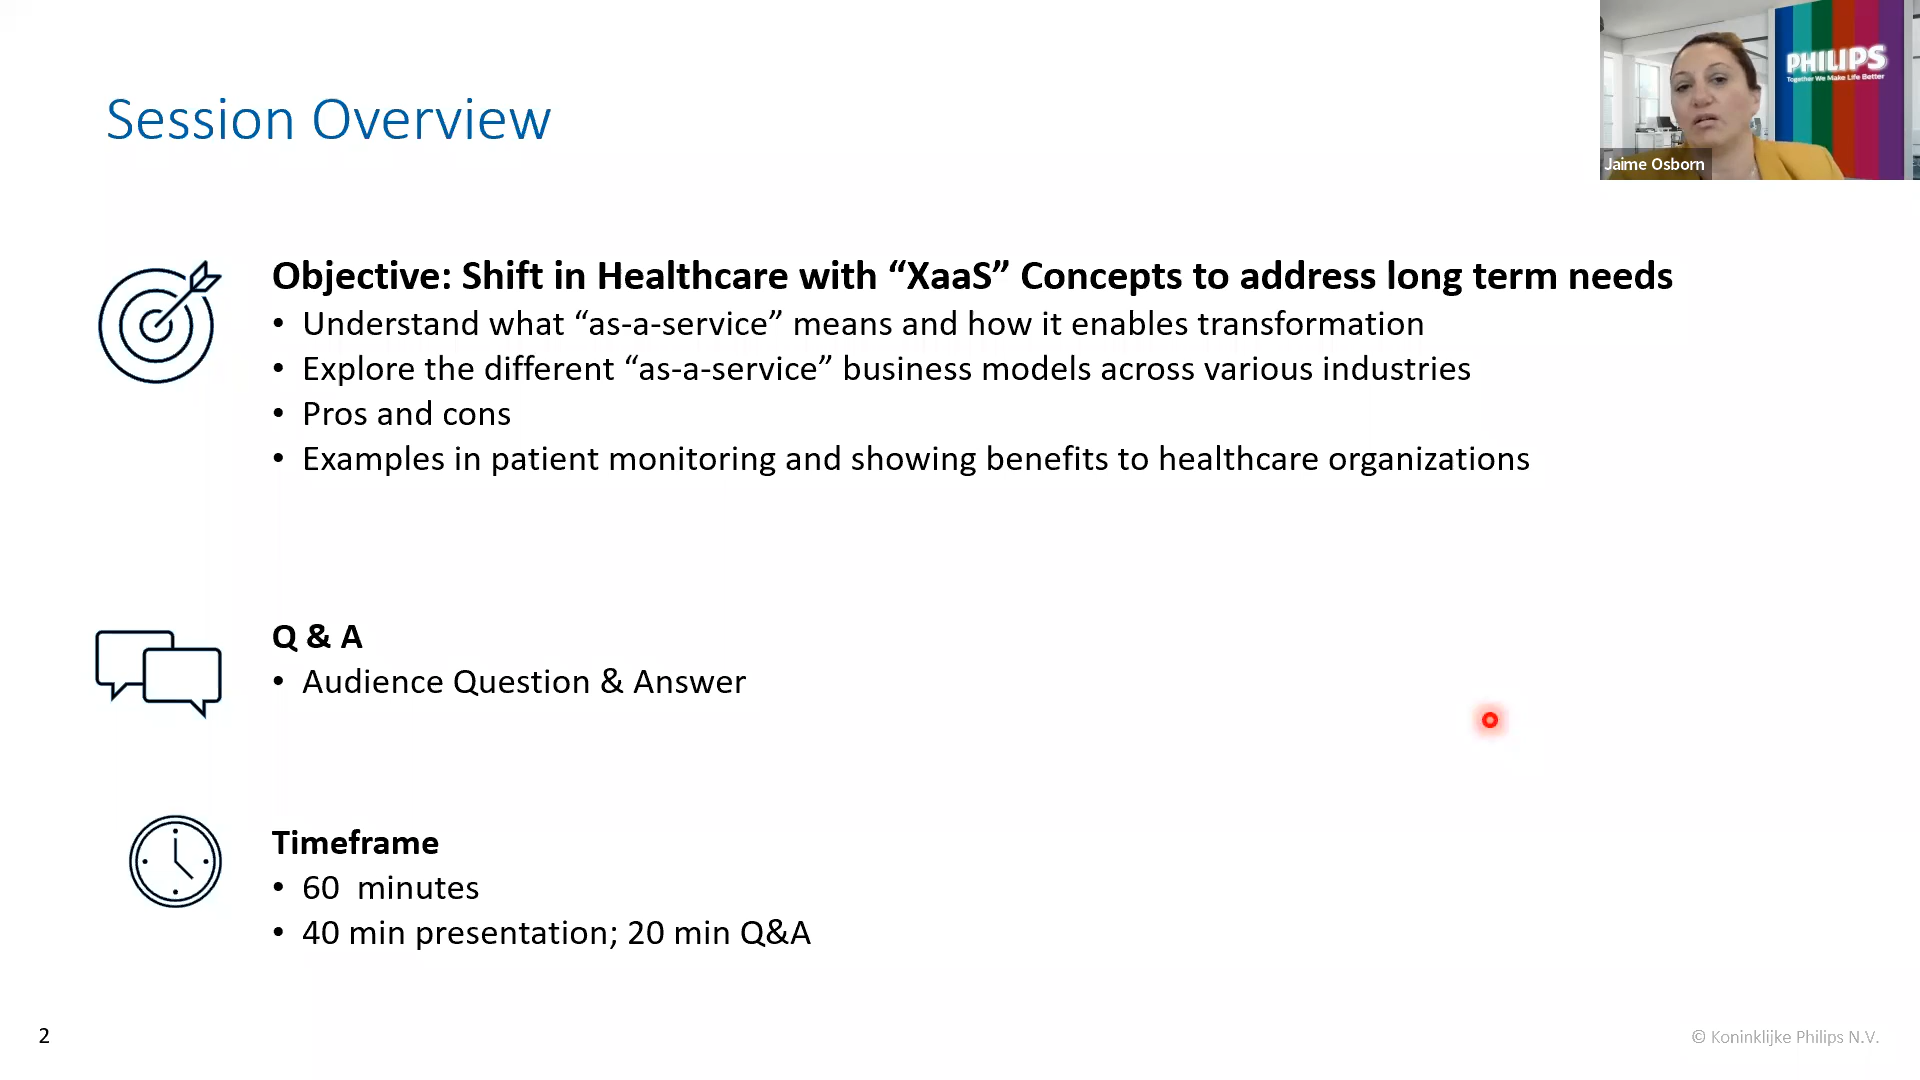 PHILIPS
Together We Make Life Better
Jaime Osborn
Session Overview
Objective: Shift in Healthcare with “XaaS” Concepts to address long term needs
• Understand what “as-a-service” means and how it enables transformation
• Explore the different “as-a-service” business models across various industries
• Pros and cons
• Examples in patient monitoring and showing benefits to healthcare organizations
Q & A
• Audience Question & Answer
Timeframe
• 60  minutes
• 40 min presentation; 20 min Q&A
2
© Koninklijke Philips N.V.